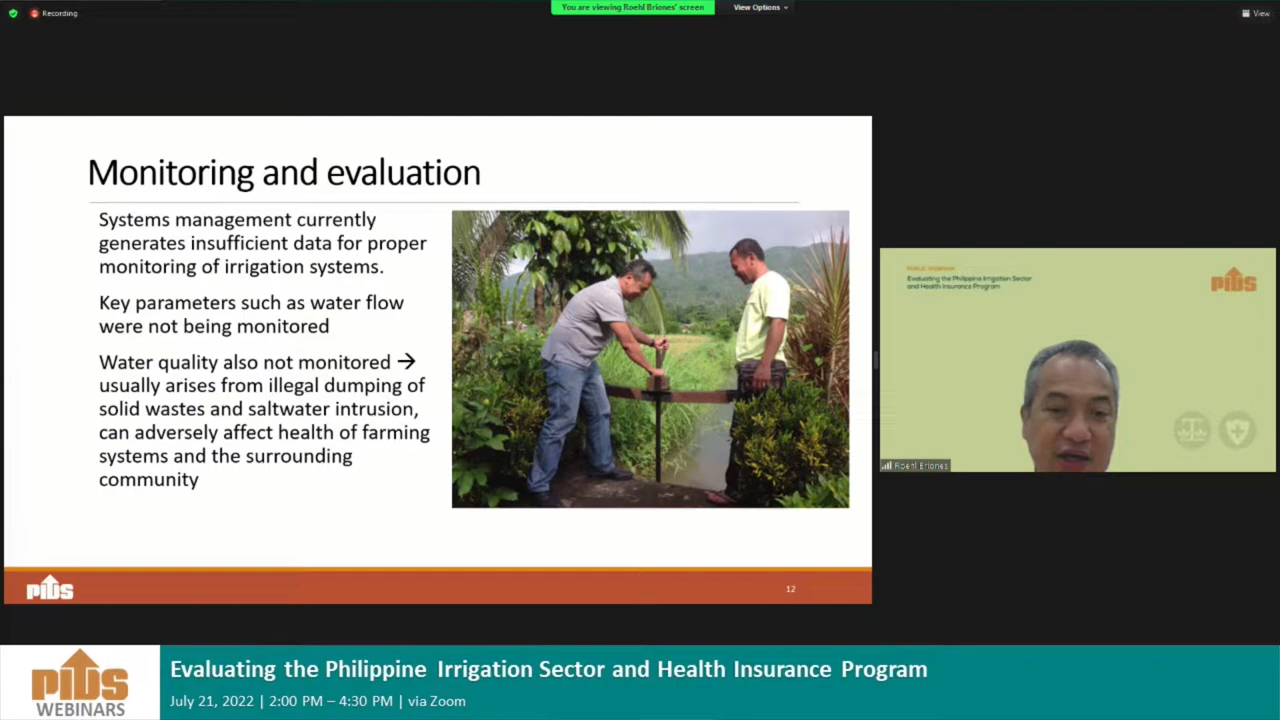 Recording
You are viewing Roehl Briones' screen
View Options
View
Monitoring and evaluation
Systems management currently
generates insufficient data for proper
monitoring of irrigation systems.
Key parameters such as water flow
were not being monitored
Water quality also not monitored →
usually arises from illegal dumping of
solid wastes and saltwater intrusion,
can adversely affect health of farming
systems and the surrounding
community
PIDS
12
PUBLIC WEBINAR
Evaluating the Philippine Irrigation Sector
and Health Insurance Program
PIDS
Roehl Briones
PIDS
WEBINARS
Evaluating the Philippine Irrigation Sector and Health Insurance Program
July 21, 2022 | 2:00 PM – 4:30 PM | via Zoom